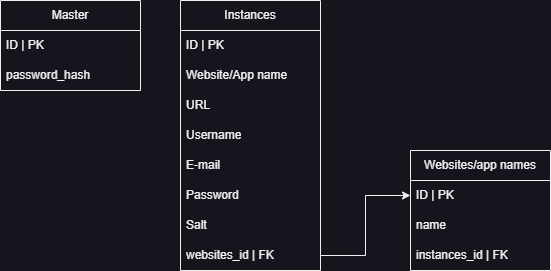 Master
ID | PK
password_hash
Instances
ID | PK
Website/App name
URL
Username
E-mail
Password
Salt
websites_id | FK
Websites/app names
ID | PK
name
instances_id | FK